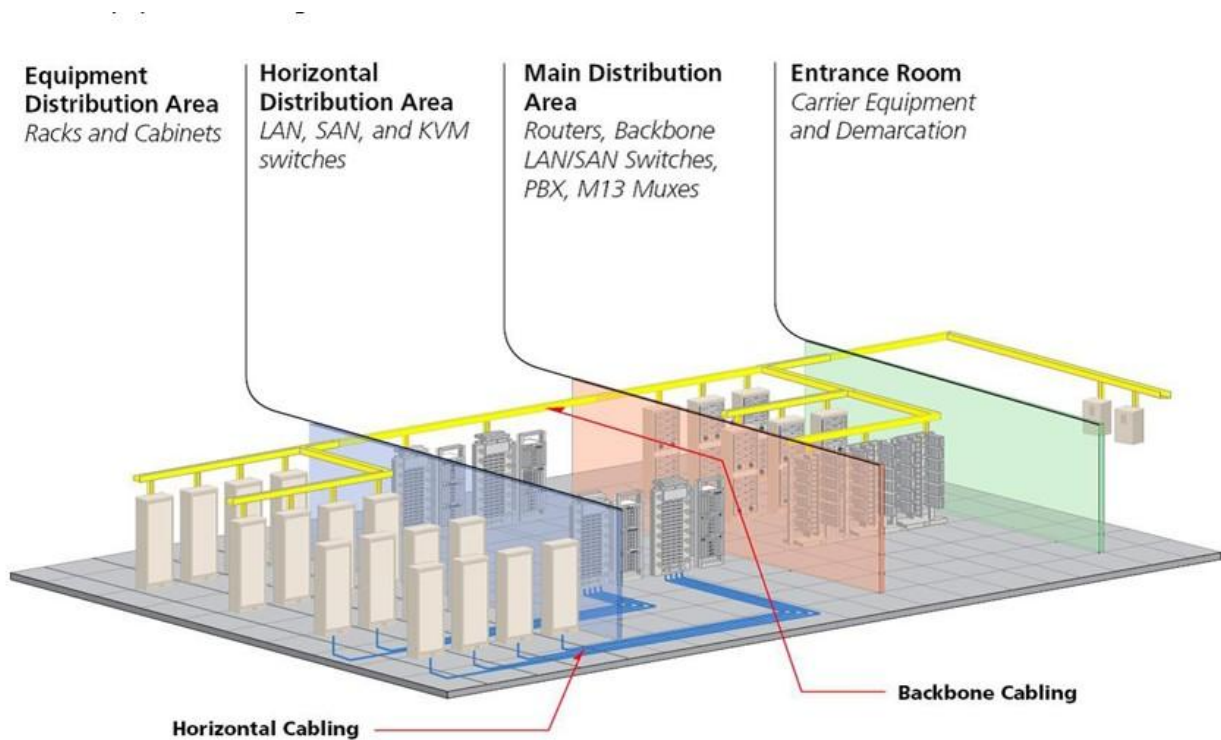 Equipment
Distribution Area
Racks and Cabinets
Horizontal
Distribution Area
LAN, SAN, and KVM
switches
Main Distribution
Area
Routers, Backbone
LAN/SAN Switches,
PBX, M13 Muxes
Entrance Room
Carrier Equipment
and Demarcation
Backbone Cabling
Horizontal Cabling